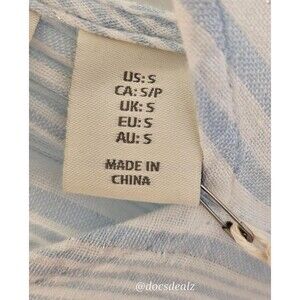 US: S
CA: S/P
UK: S
EU: S
AU: S
MADE IN
CHINA
@docsdealz